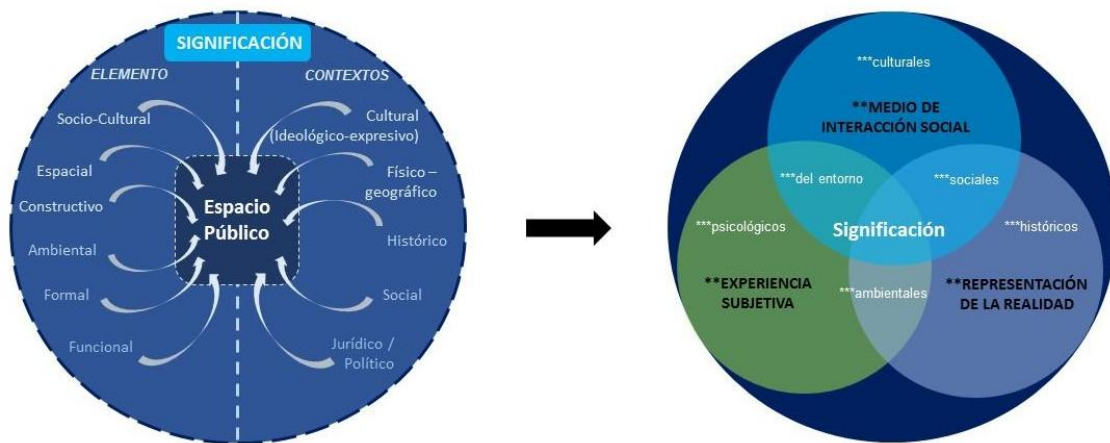 SIGNIFICACIÓN
ELEMENTO
CONTEXTOS
Socio-Cultural
Espacial
Constructivo
Ambiental
Formal
Funcional
Espacio
Público
Cultural
(Ideológico-expresivo)
Físico –
geográfico
Histórico
Social
Jurídico /
Político
***culturales
**MEDIO DE
INTERACCIÓN SOCIAL
***del entorno
***sociales
***psicológicos
Significación
***históricos
**EXPERIENCIA
SUBJETIVA
***ambientales
**REPRESENTACIÓN
DE LA REALIDAD